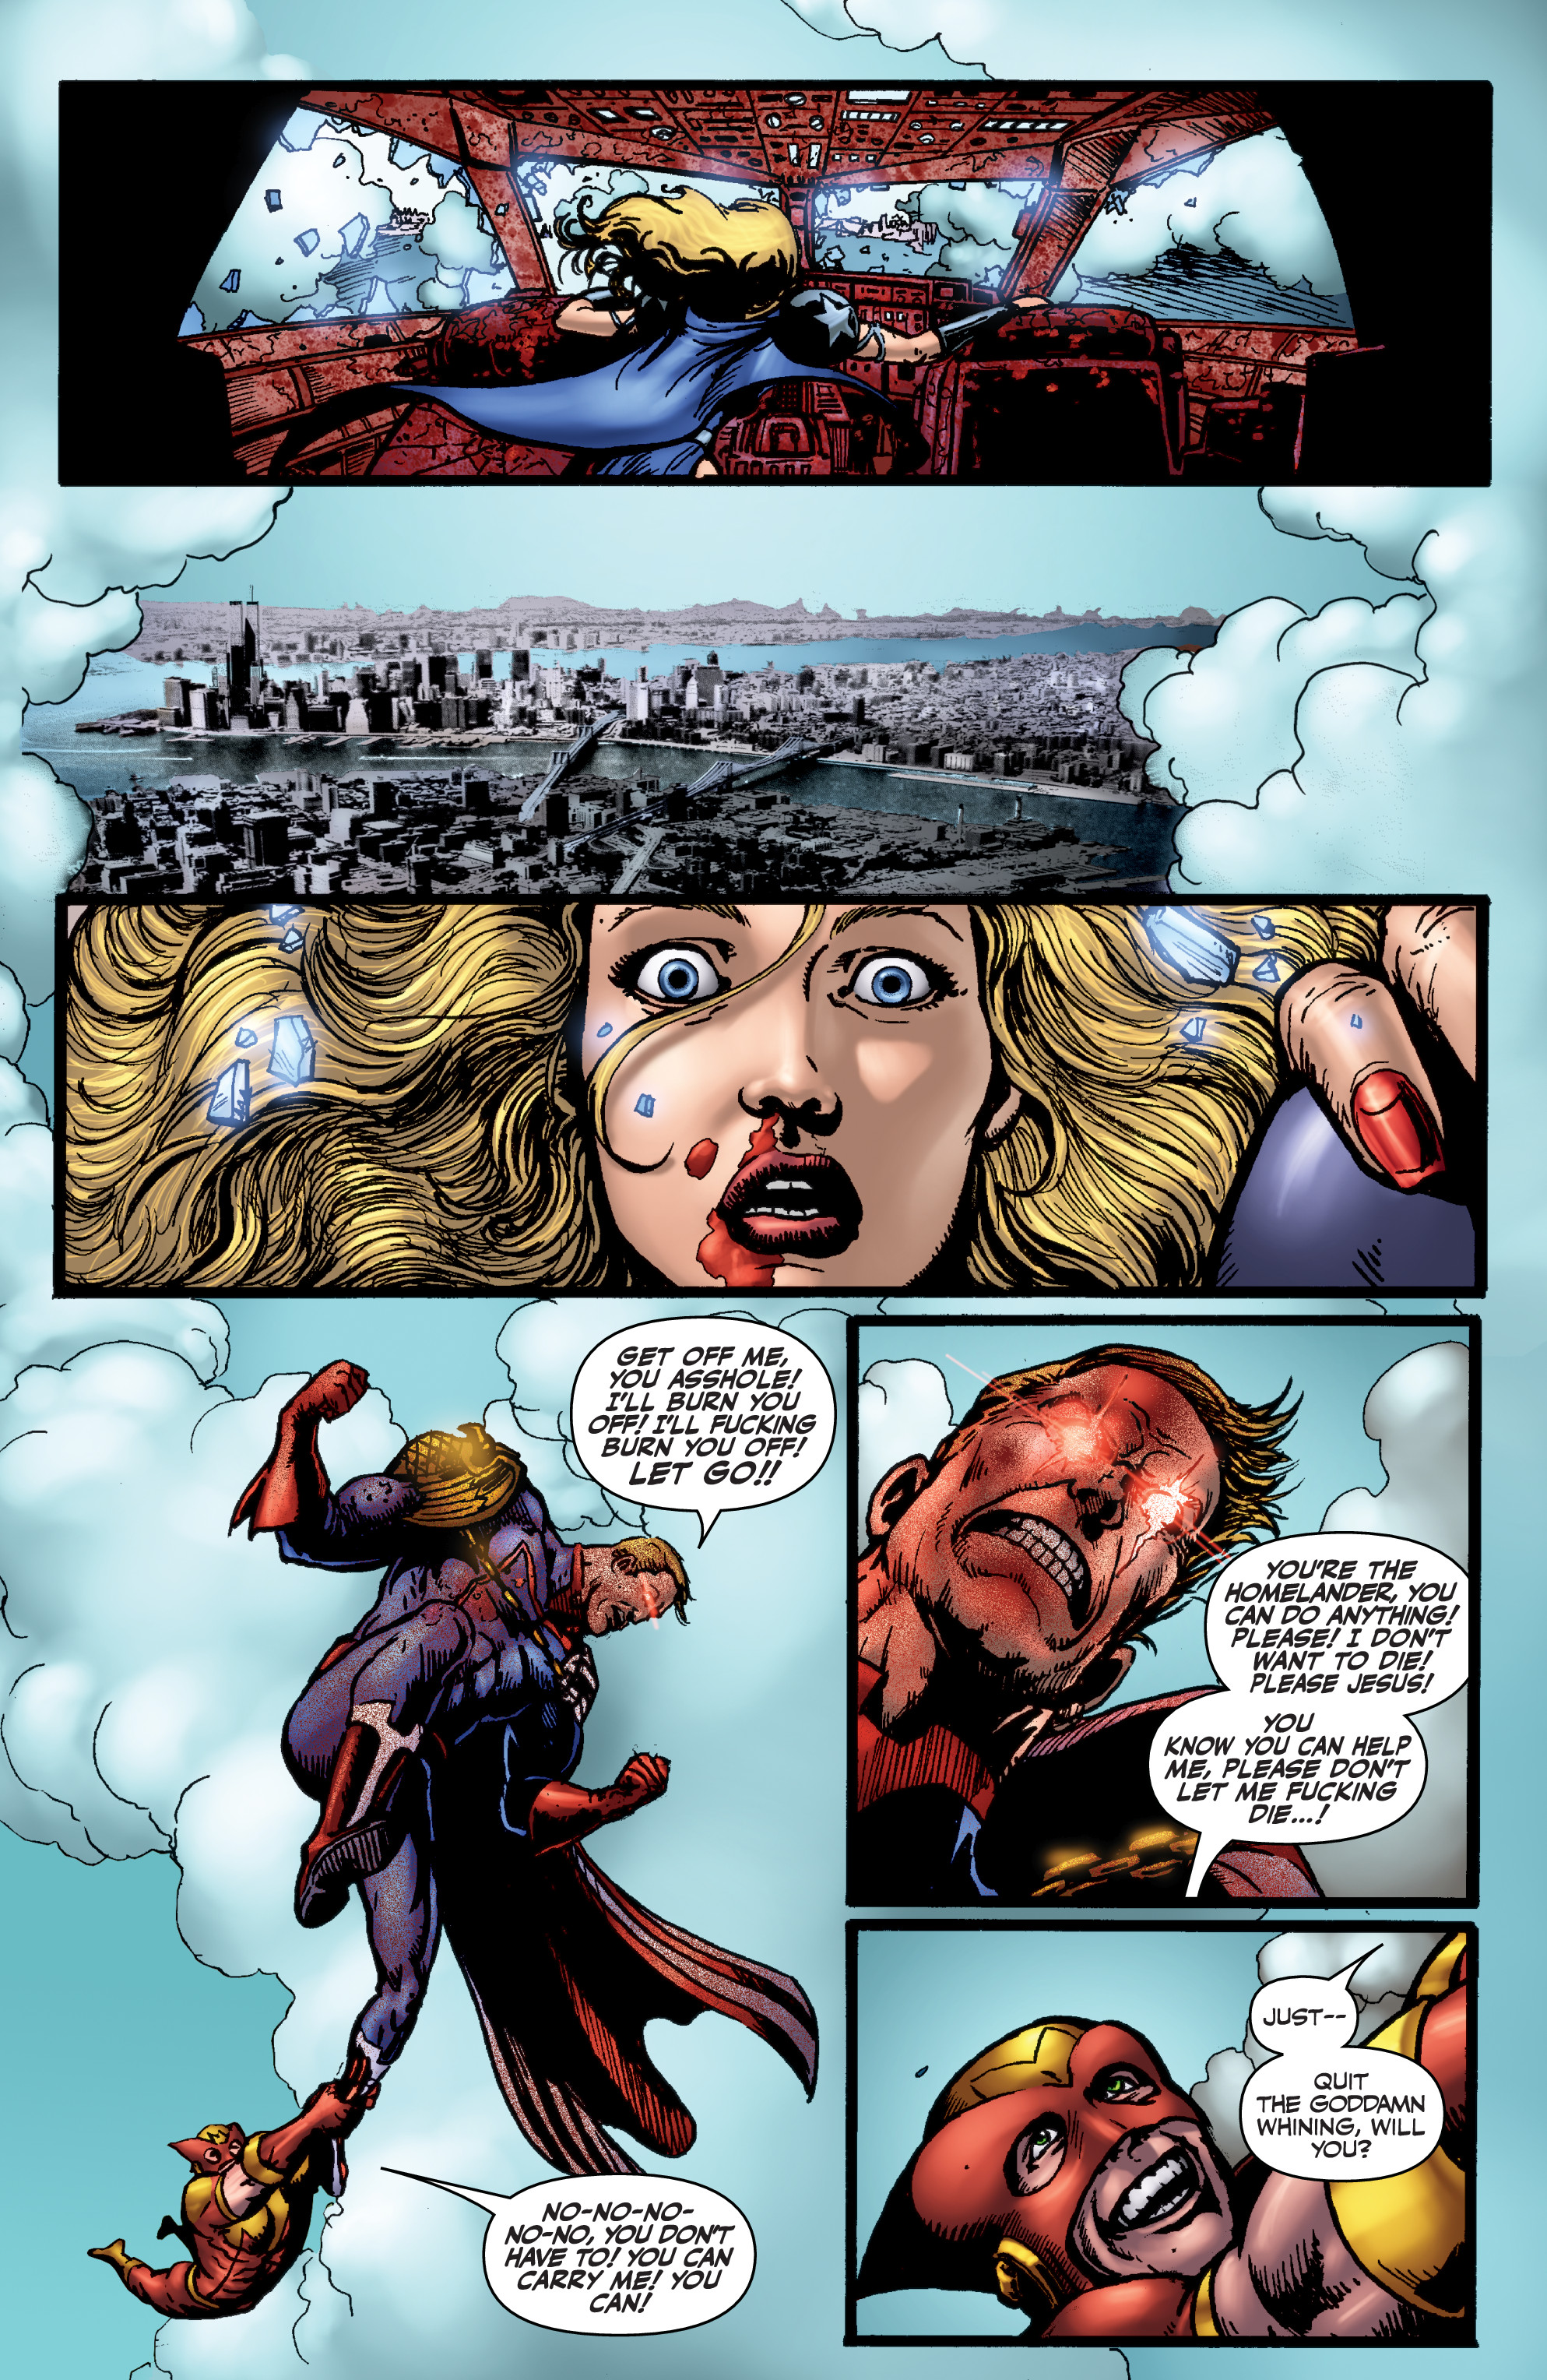 GET OFF ME,
YOU ASSHOLE!
I'LL BURN YOU
OFF! I'LL FUCKING
BURN YOU OFF!
LET GO!!
NO-NO-NO-
NO-NO, YOU DON'T
HAVE TO! YOU CAN
CARRY ME! YOU
CAN!
YOU'RE THE
HOMELANDER, YOU
CAN DO ANYTHING!
PLEASE! I DON'T
WANT TO DIE!
PLEASE JESUS!
YOU
KNOW YOU CAN HELP
ME, PLEASE DON'T
LET ME FUCKING
DIE...!
JUST--
QUIT
THE GODDAMN
WHINING, WILL
YOU?